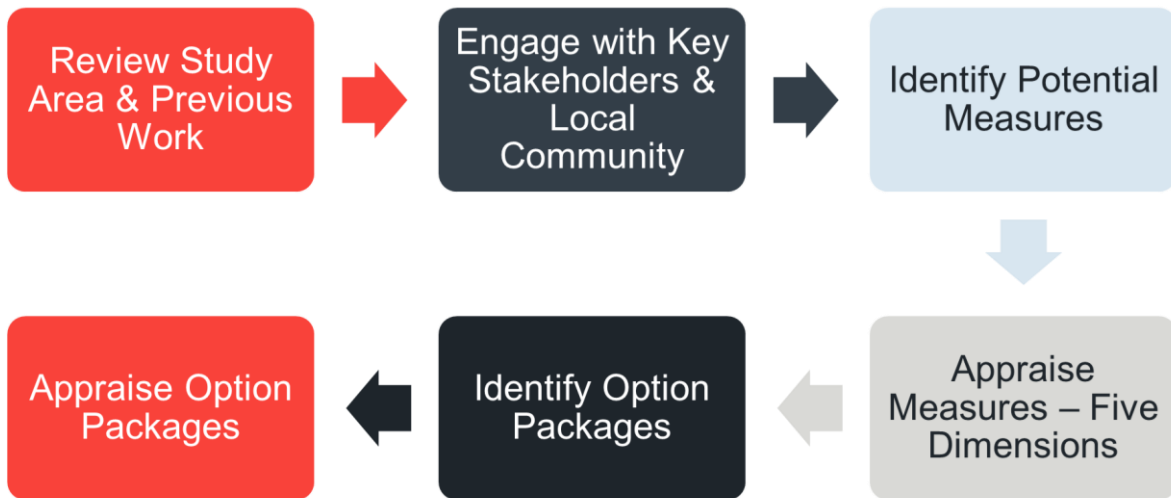 Review Study
Area & Previous
Work
Engage with Key
Stakeholders &
Local
Community
Identify Potential
Measures
Appraise
Measures – Five
Dimensions
Identify Option
Packages
Appraise Option
Packages